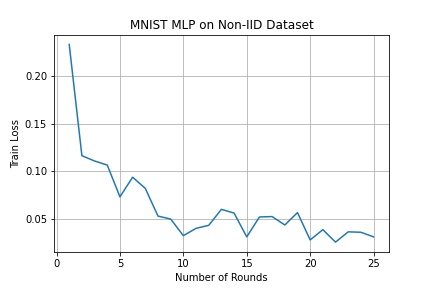 MNIST MLP on Non-IID Dataset
0.20
0.15
0.10
0.05
Train Loss
0 5 10 15 20 25
Number of Rounds